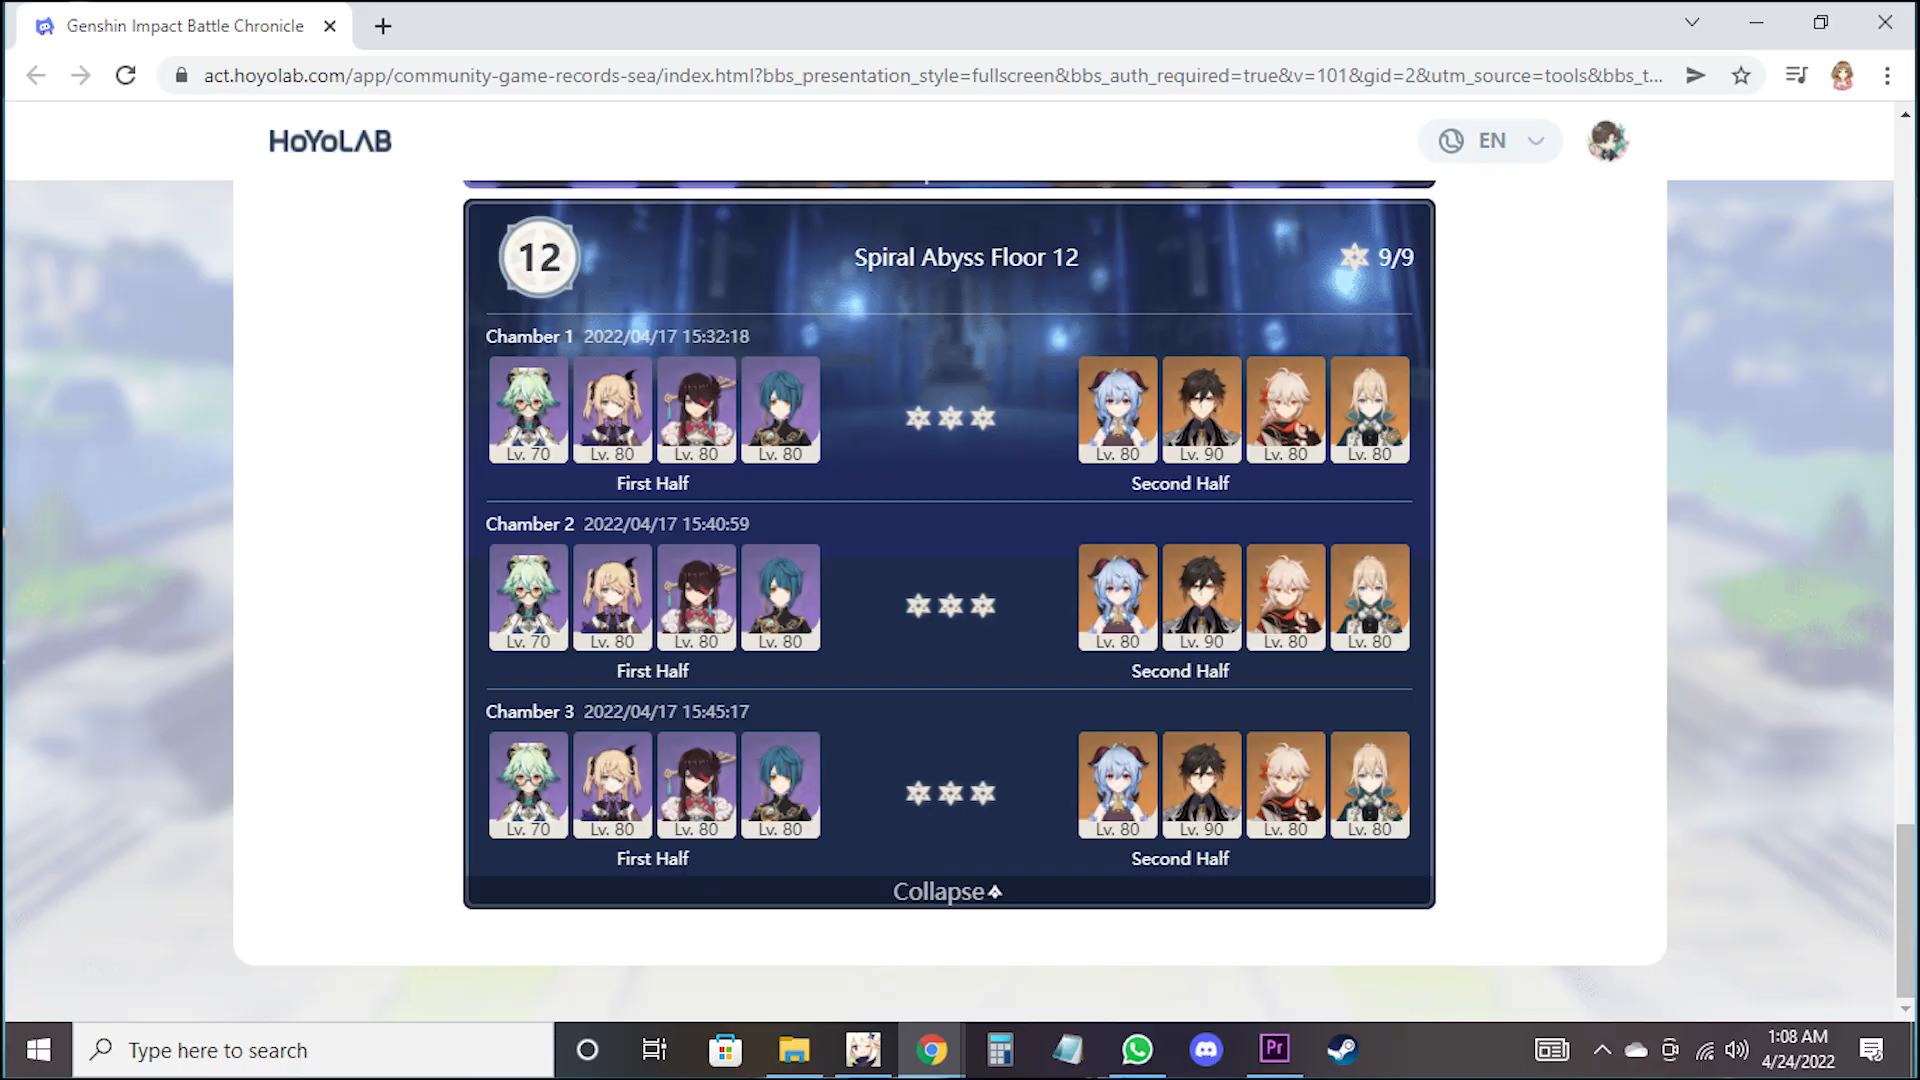 Genshin Impact Battle Chronicle
act.hoyolab.com/app/community-game-records-sea/index.html?bbs_presentation_style=fullscreen&bbs_auth_required=true&v=101&gid=2&utm_source=tools&bbs_t...
HoYoLAB
EN
12
Spiral Abyss Floor 12
9/9
Chamber 1 2022/04/17 15:32:18
Lv. 70 Lv. 80 Lv. 80 Lv. 80 Lv. 80 Lv. 90 Lv. 80 Lv. 80
First Half Second Half
Chamber 2 2022/04/17 15:40:59
Lv. 70 Lv. 80 Lv. 80 Lv. 80 Lv. 80 Lv. 90 Lv. 80 Lv. 80
First Half Second Half
Chamber 3 2022/04/17 15:45:17
Lv. 70 Lv. 80 Lv. 80 Lv. 80 Lv. 80 Lv. 90 Lv. 80 Lv. 80
First Half Second Half
Collapse
Type here to search
Pr
1:08 AM
4/24/2022